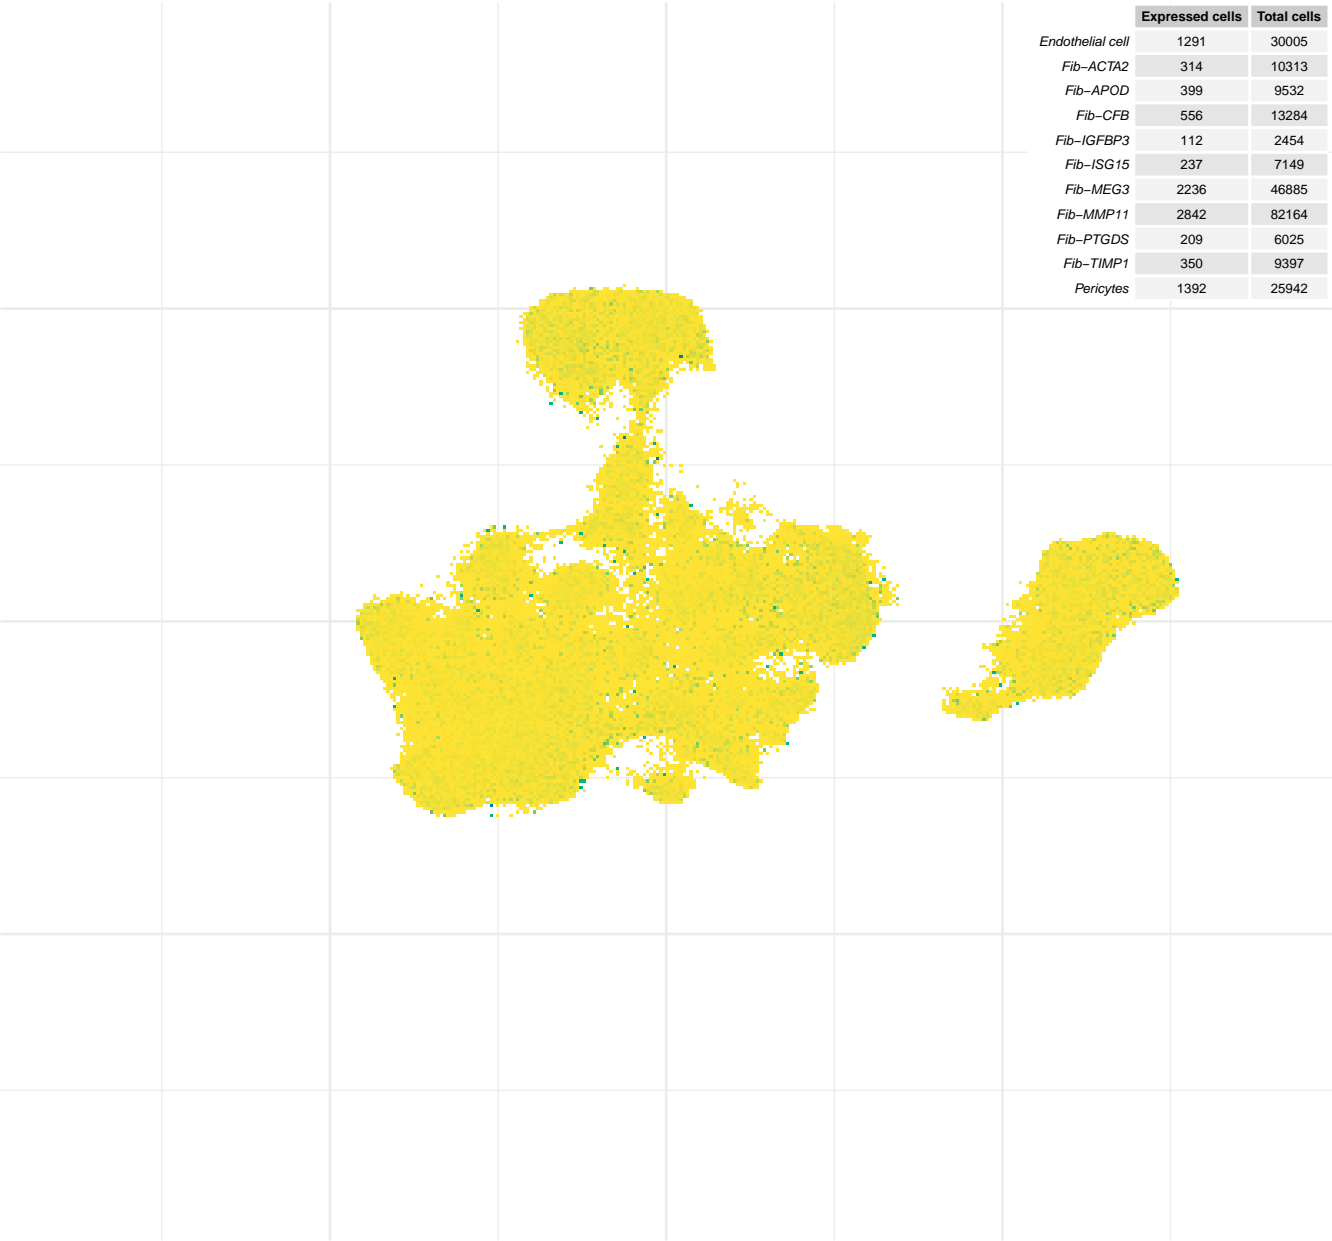 Expressed cells Total cells
Endothelial cell 1291 30005
Fib−ACTA2 314 10313
Fib−APOD 399 9532
Fib−CFB 556 13284
Fib−IGFBP3 112 2454
Fib−ISG15 237 7149
Fib−MEG3 2236 46885
Fib−MMP11 2842 82164
Fib−PTGDS 209 6025
Fib−TIMP1 350 9397
Pericytes 1392 25942